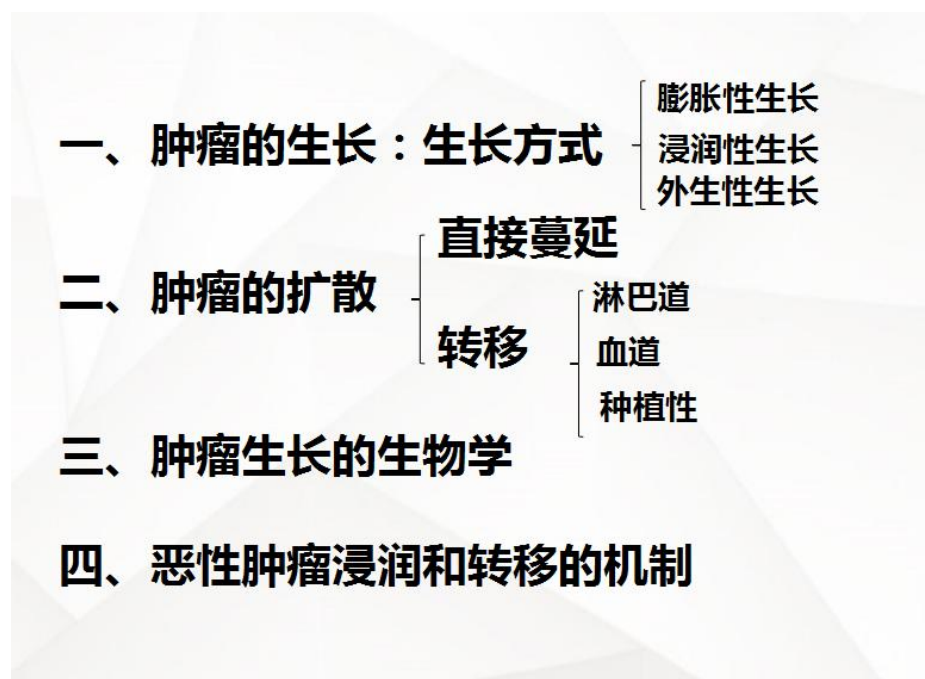 一、肿瘤的生长：生长方式
膨胀性生长
浸润性生长
外生性生长
二、肿瘤的扩散
直接蔓延
转移
淋巴道
血道
种植性
三、肿瘤生长的生物学
四、恶性肿瘤浸润和转移的机制